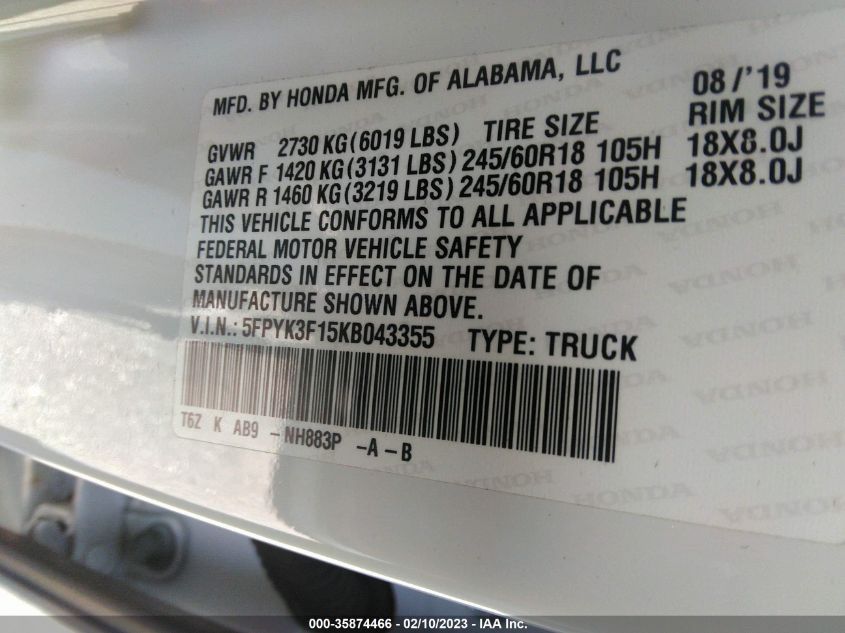 MFD. BY HONDA MFG. OF ALABAMA, LLC 08/'19
GVWR 2730 KG(6019 LBS) TIRE SIZE RIM SIZE
GAWR F 1420 KG(3131 LBS) 245/60R18 105H 18X8.0J
GAWR R 1460 KG(3219 LBS) 245/60R18 105H 18X8.0J
THIS VEHICLE CONFORMS TO ALL APPLICABLE
FEDERAL MOTOR VEHICLE SAFETY
STANDARDS IN EFFECT ON THE DATE OF
MANUFACTURE SHOWN ABOVE.
V.I.N.: 5FPYK3F15KB043355 TYPE: TRUCK
T6Z K AB9 -NH883P -A-B
000-35874466 - 02/10/2023 - IAA Inc.